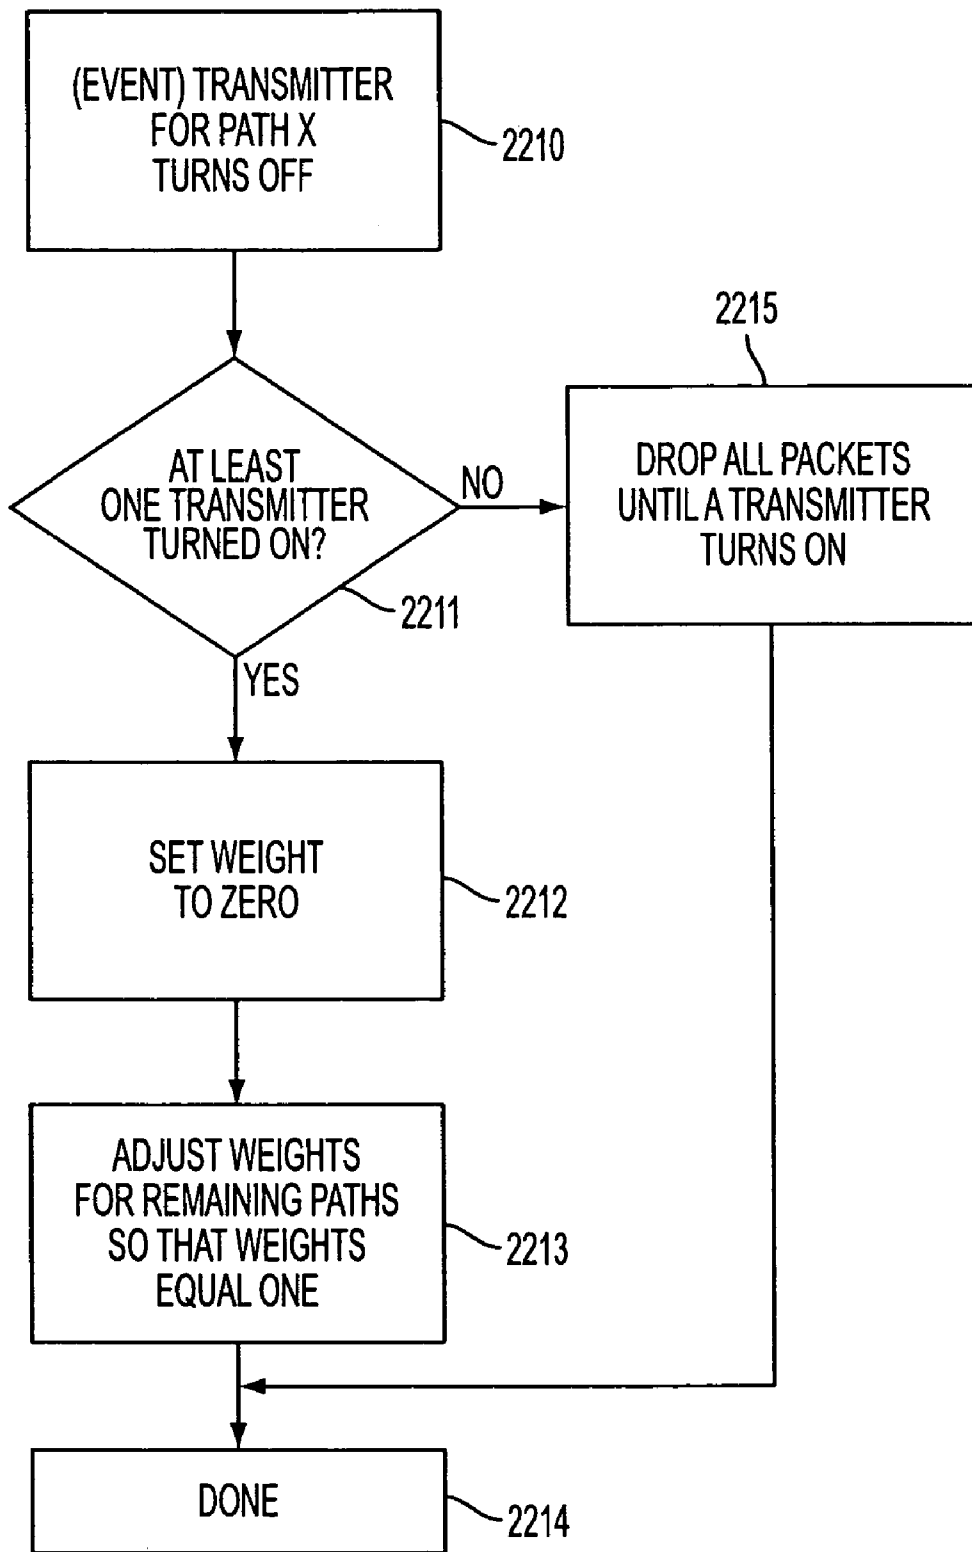 (EVENT) TRANSMITTER
FOR PATH X
TURNS OFF
2210
2215
AT LEAST
ONE TRANSMITTER
TURNED ON?
NO
2211
DROP ALL PACKETS
UNTIL A TRANSMITTER
TURNS ON
YES
SET WEIGHT
TO ZERO
2212
ADJUST WEIGHTS
FOR REMAINING PATHS
SO THAT WEIGHTS
EQUAL ONE
2213
DONE
2214